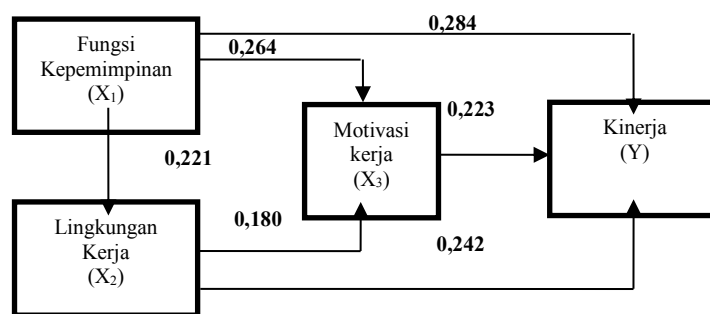 Fungsi
Kepemimpinan
(X₁)
0,264
0,284
Motivasi
kerja
(X₃)
0,223
Kinerja
(Y)
0,221
Lingkungan
Kerja
(X₂)
0,180
0,242